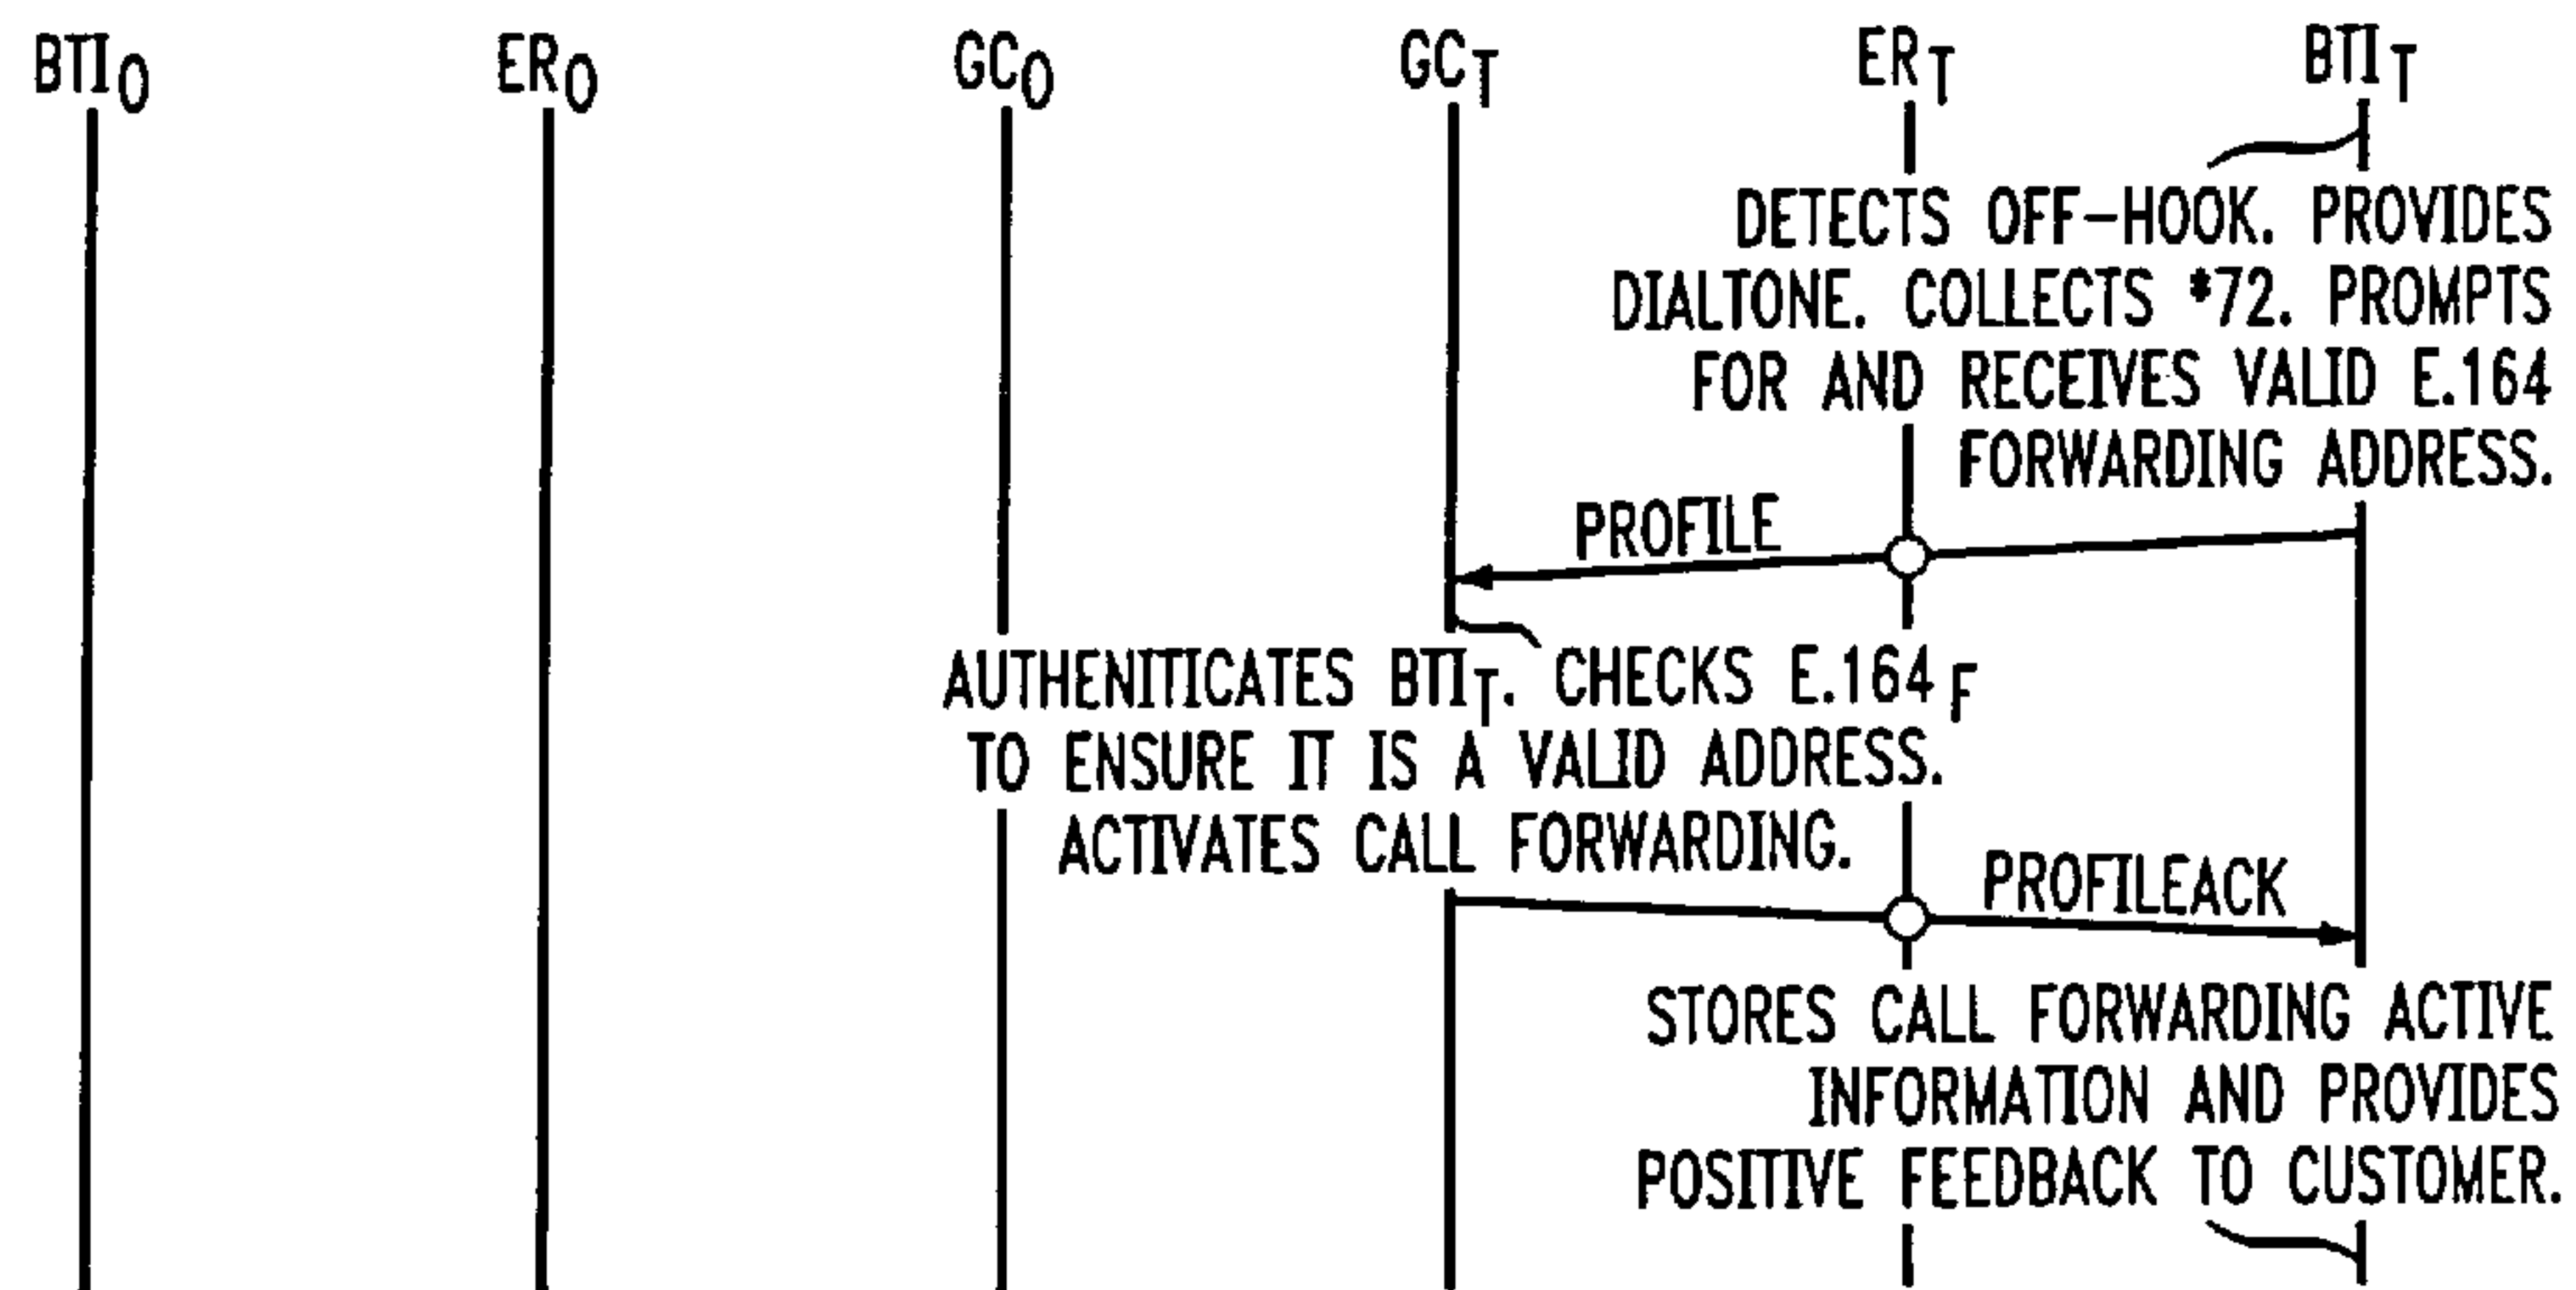 BTIO ERO GCO GCT ERT BTIT
DETECTS OFF-HOOK. PROVIDES
DIALTONE. COLLECTS *72. PROMPTS
FOR AND RECEIVES VALID E.164
FORWARDING ADDRESS.
PROFILE
AUTHENITICATES BTIT. CHECKS E.164F
TO ENSURE IT IS A VALID ADDRESS.
ACTIVATES CALL FORWARDING.
PROFILEACK
STORES CALL FORWARDING ACTIVE
INFORMATION AND PROVIDES
POSITIVE FEEDBACK TO CUSTOMER.